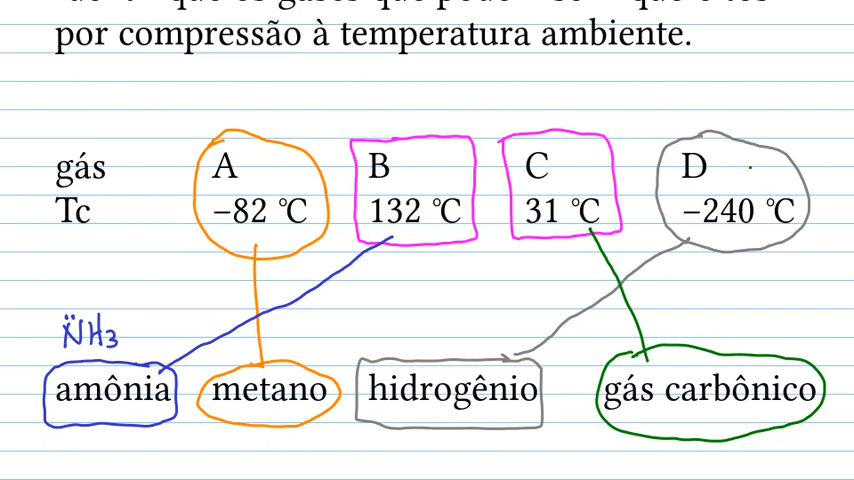 por compressão à temperatura ambiente.
gás A B C D
Tc −82 °C 132 °C 31 °C −240 °C
N̈H3
amônia metano hidrogênio gás carbônico